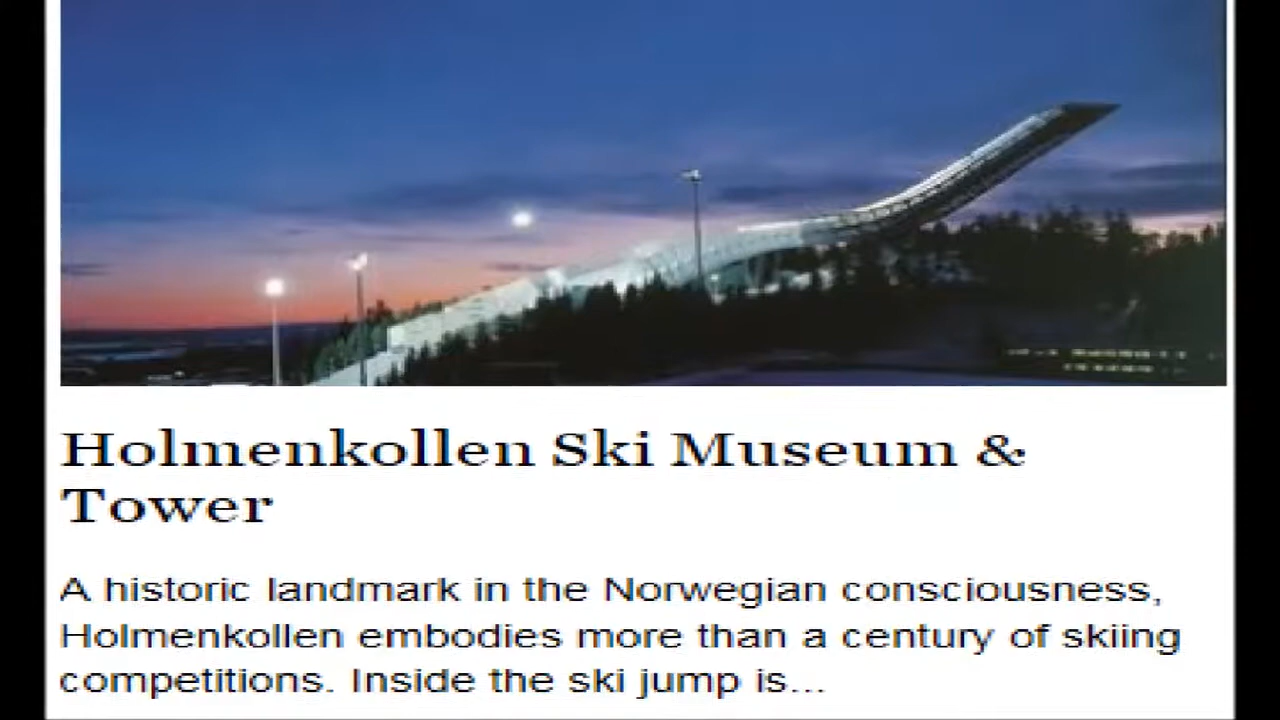 Holmenkollen Ski Museum &
Tower
A historic landmark in the Norwegian consciousness,
Holmenkollen embodies more than a century of skiing
competitions. Inside the ski jump is...